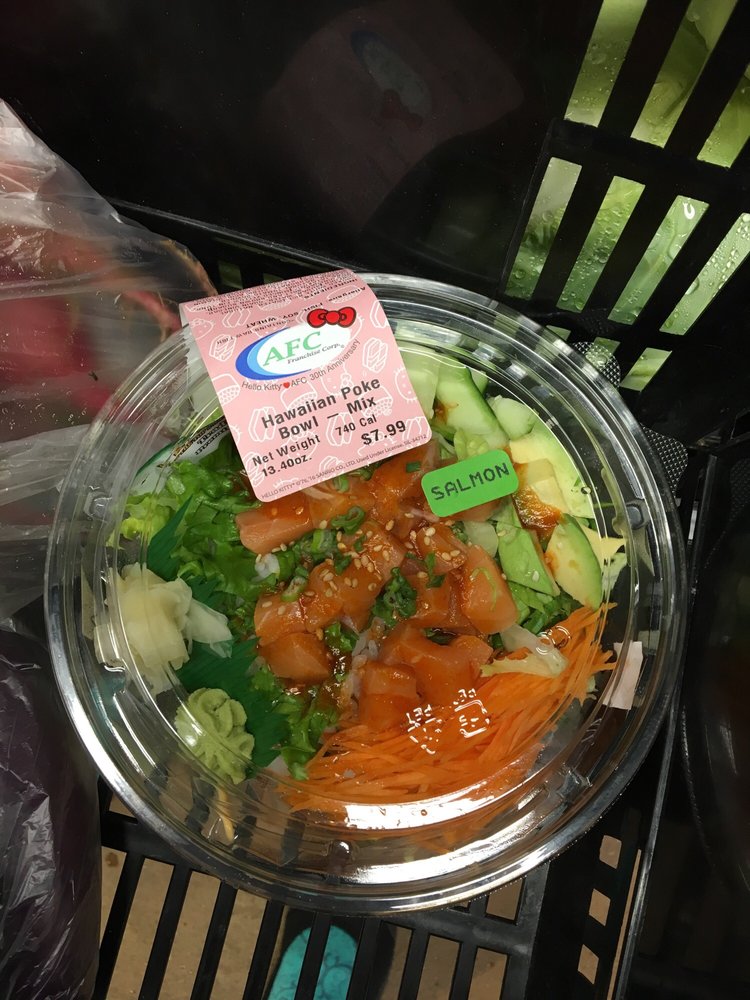 AFC
Franchise Corp.
Hello Kitty AFC 30th Anniversary
Hawaiian Poke
Bowl — Mix
Net Weight 740 Cal
13.40oz. $7.99
SALMON